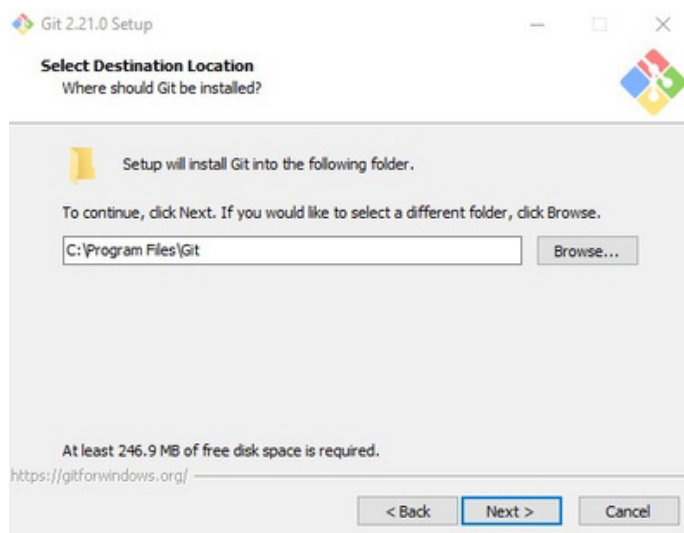 Git 2.21.0 Setup
Select Destination Location
Where should Git be installed?
Setup will install Git into the following folder.
To continue, click Next. If you would like to select a different folder, click Browse.
C:\Program Files\Git
Browse...
At least 246.9 MB of free disk space is required.
https://gitforwindows.org/
< Back
Next >
Cancel